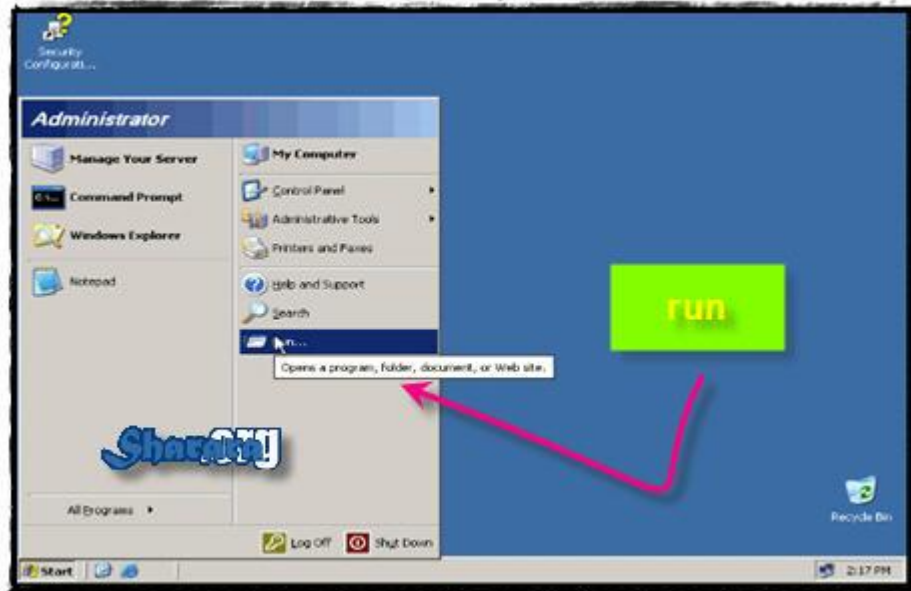 Security
Configurati...
Administrator
Manage Your Server
Command Prompt
Windows Explorer
Notepad
All Programs
My Computer
Control Panel
Administrative Tools
Printers and Faxes
Help and Support
Search
Opens a program, folder, document, or Web site.
Log Off
Shut Down
run
Recycle Bin
Start
2:17 PM